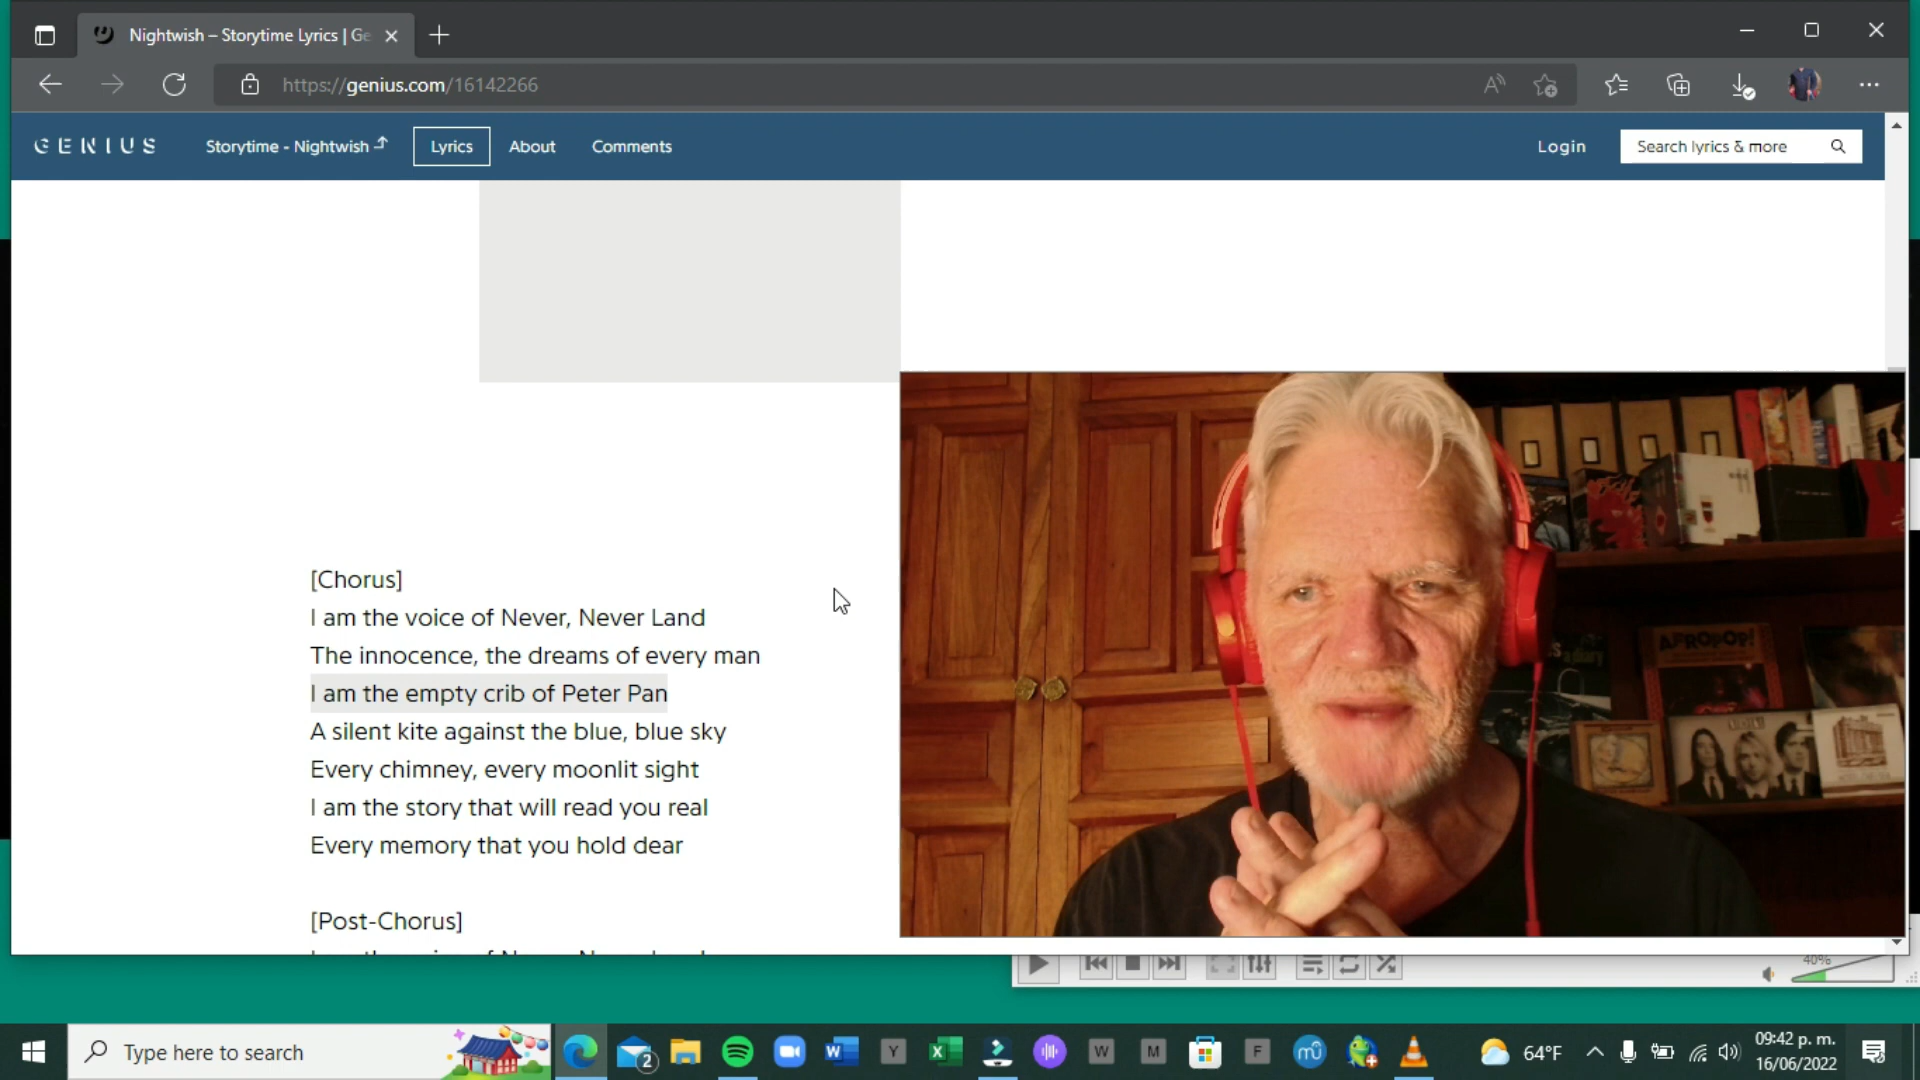 Nightwish – Storytime Lyrics | Ge
https://genius.com/16142266
GENIUS
Storytime - Nightwish
Lyrics
About
Comments
Login
Search lyrics & more
[Chorus]
I am the voice of Never, Never Land
The innocence, the dreams of every man
I am the empty crib of Peter Pan
A silent kite against the blue, blue sky
Every chimney, every moonlit sight
I am the story that will read you real
Every memory that you hold dear
[Post-Chorus]
AFROPOP!
40%
Type here to search
2
W
Y
X
W
M
F
mu
64°F
09:42 p. m.
16/06/2022